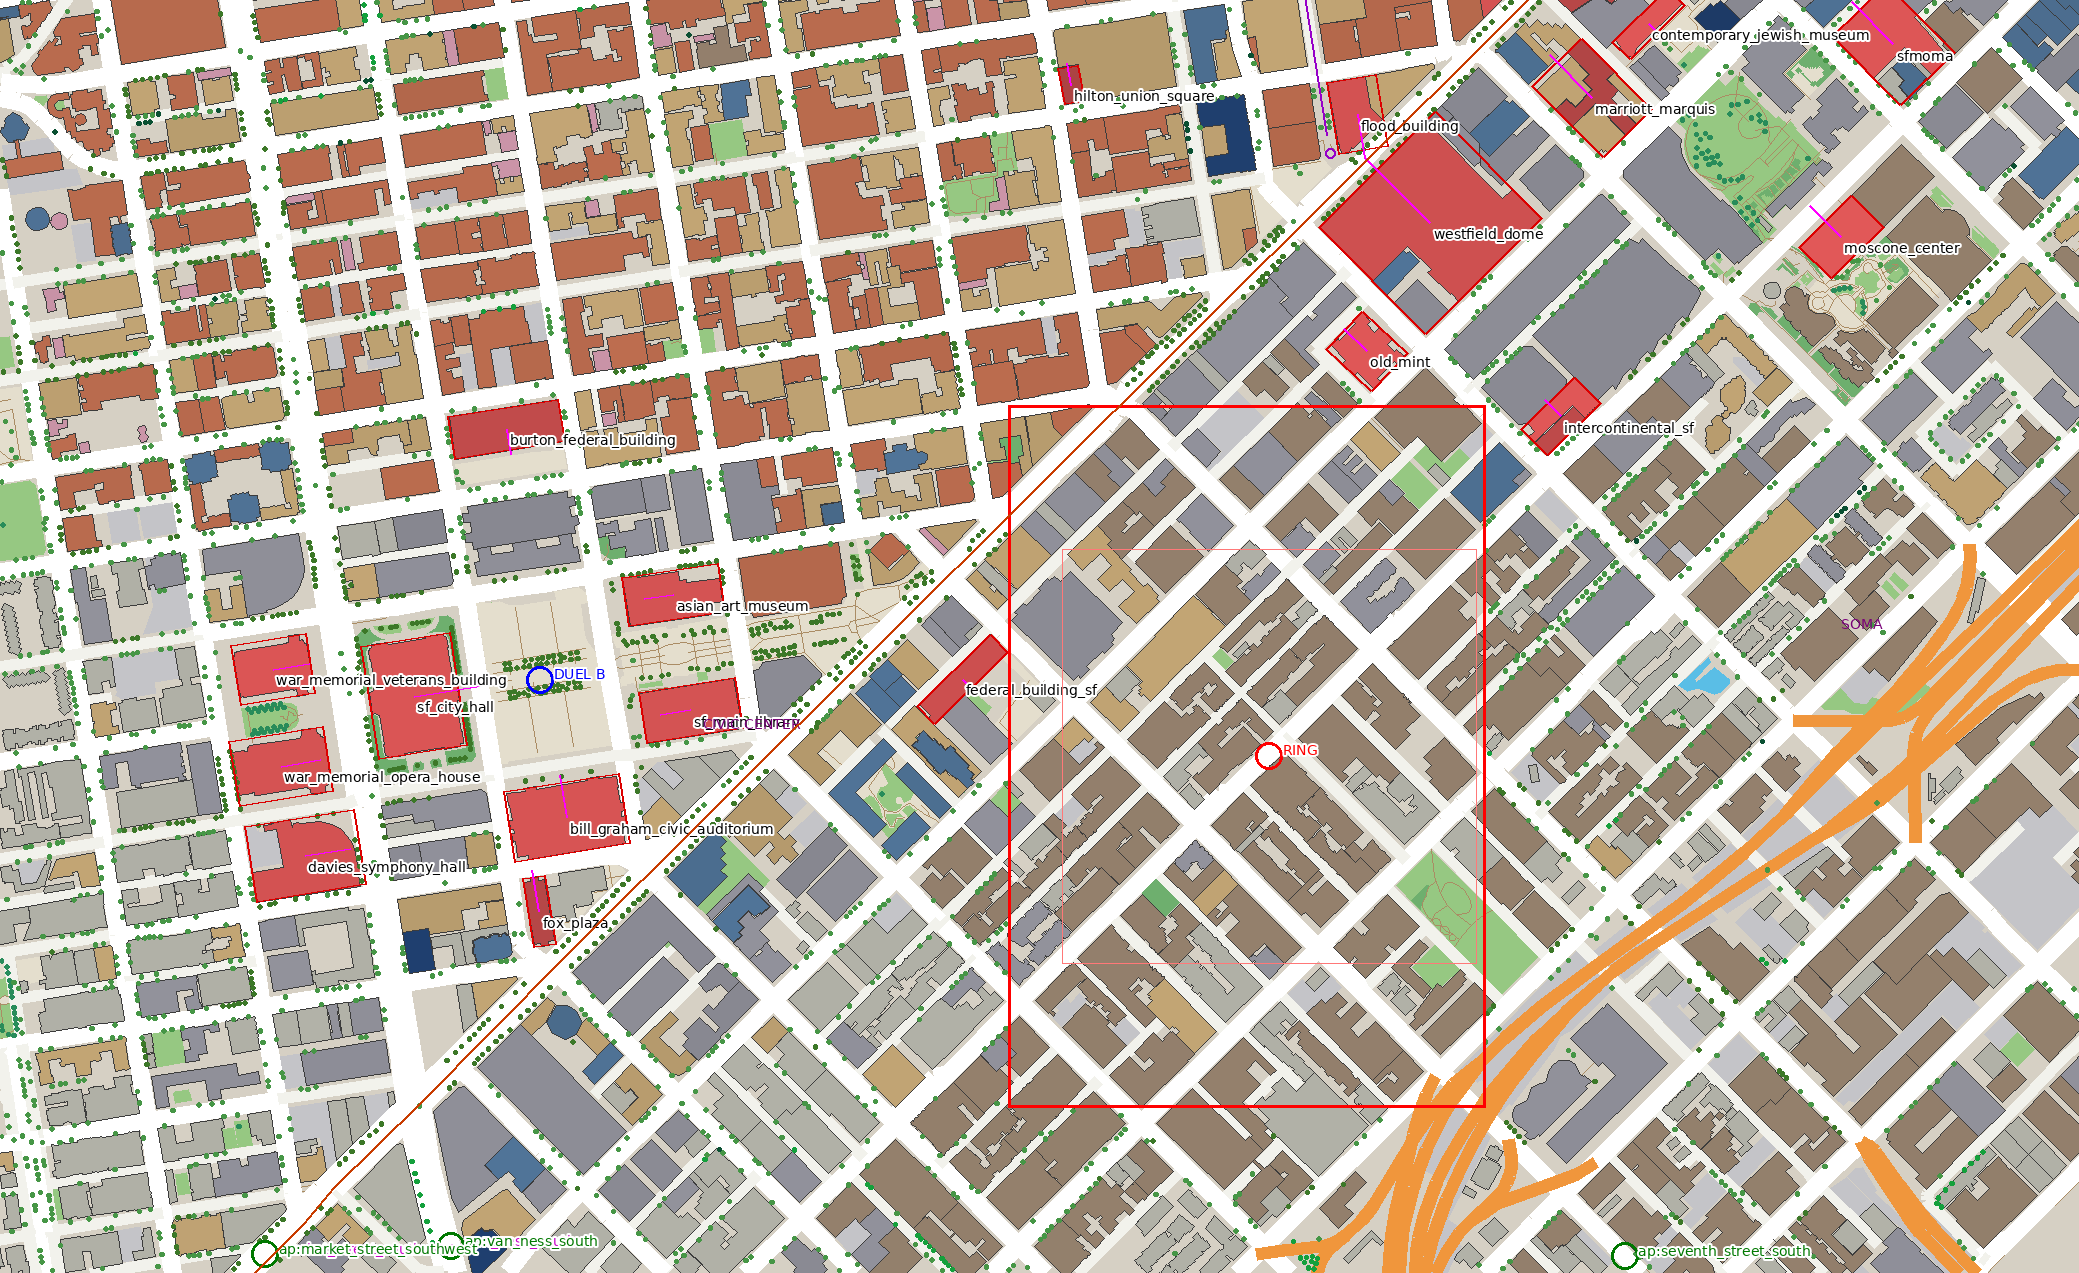 contemporary_jewish_museum
sfmoma
hilton_union_square
marriott_marquis
flood_building
westfield_dome
moscone_center
old_mint
intercontinental_sf
burton_federal_building
asian_art_museum
SOMA
war_memorial_veterans_building
DUEL B
federal_building_sf
sf_city_hall
sf_main_library
RING
war_memorial_opera_house
bill_graham_civic_auditorium
davies_symphony_hall
fox_plaza
ap:market_street_southwest
ap:van_ness_south
ap:seventh_street_south